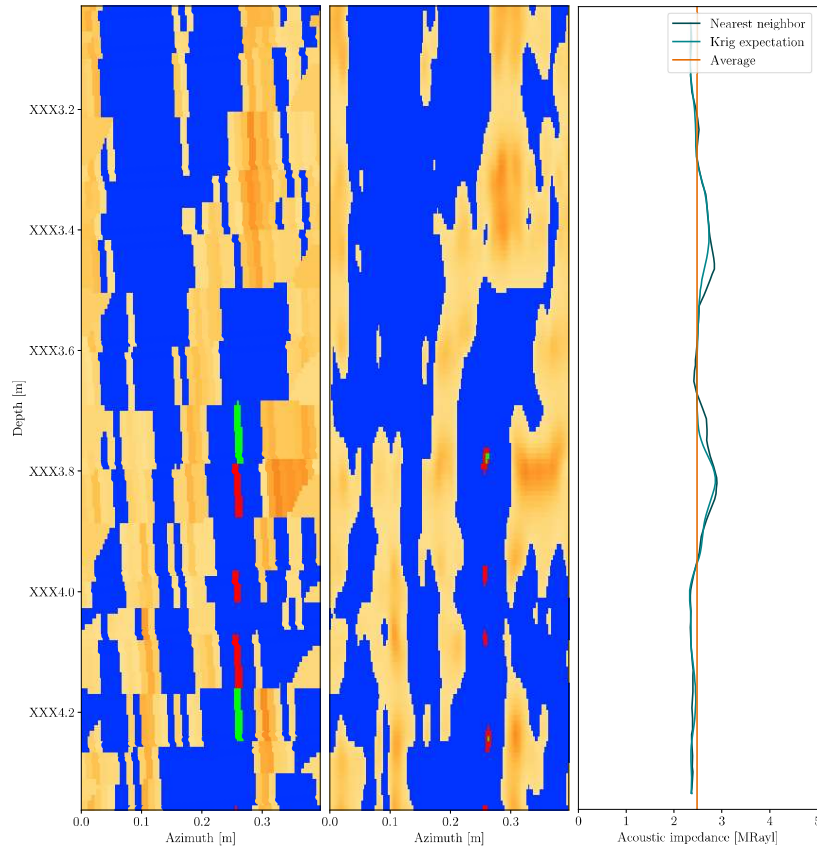 Nearest neighbor
Krig expectation
Average
XXX3.2
XXX3.4
XXX3.6
XXX3.8
XXX4.0
XXX4.2
Depth [m]
0.0 0.1 0.2 0.3
Azimuth [m]
0.0 0.1 0.2 0.3
Azimuth [m]
0 1 2 3 4 5
Acoustic impedance [MRayl]